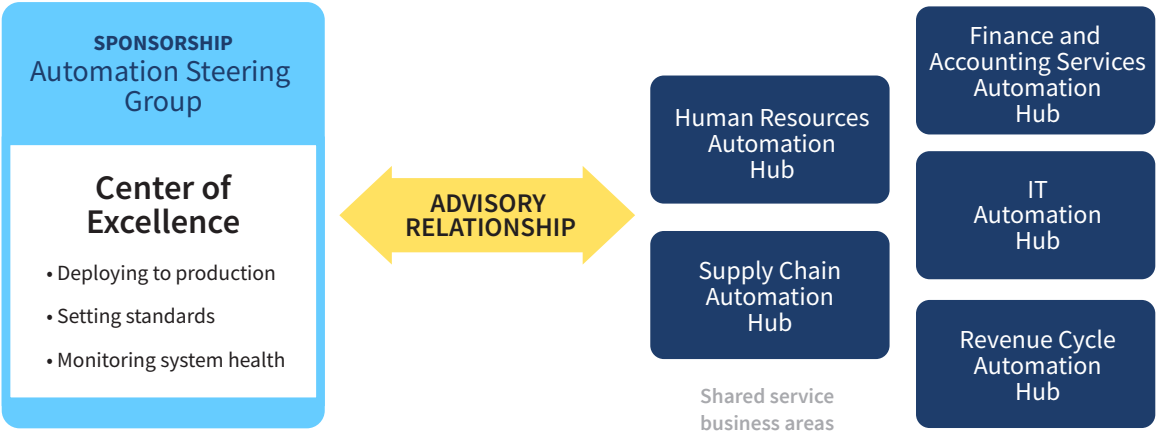 SPONSORSHIP
Automation Steering
Group
Center of
Excellence
• Deploying to production
• Setting standards
• Monitoring system health
ADVISORY
RELATIONSHIP
Human Resources
Automation
Hub
Supply Chain
Automation
Hub
Shared service
business areas
Finance and
Accounting Services
Automation
Hub
IT
Automation
Hub
Revenue Cycle
Automation
Hub